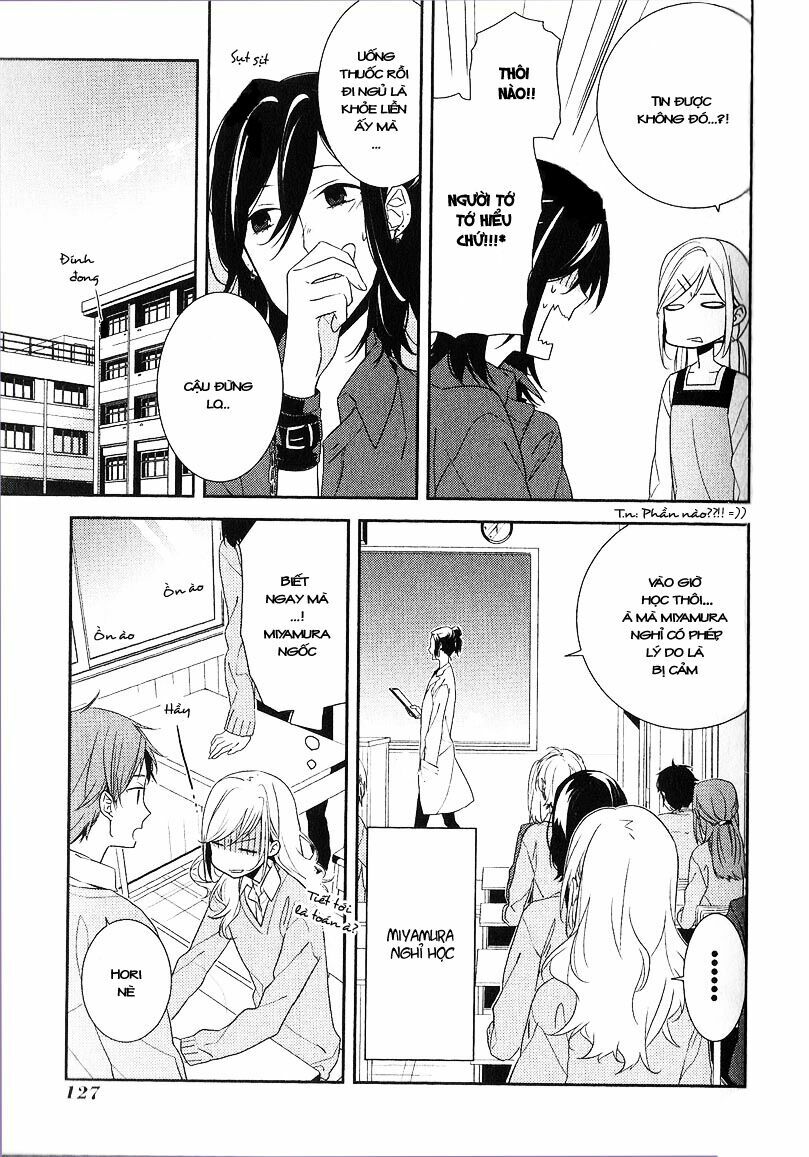 TIN ĐƯỢC
KHÔNG ĐÓ...?!
THÔI
NÀO!!
NGƯỜI TỚ
TỚ HIỂU
CHỨ!!!*
UỐNG
THUỐC RỒI
ĐI NGỦ LÀ
KHỎE LIỀN
ẤY MÀ
...
Sụt sịt
CẬU ĐỪNG
LO..
Đính
đong
T.n: Phần nào??!! =))
VÀO GIỜ
HỌC THÔI...
À MÀ MIYAMURA
NGHỈ CÓ PHÉP,
LÝ DO LÀ
BỊ CẢM
......
MIYAMURA
NGHỈ HỌC
BIẾT
NGAY MÀ
...!
MIYAMURA
NGỐC
Ồn ào
Ồn ào
Hầy
Tiết tới
là toán à?
HORI
NÈ
127